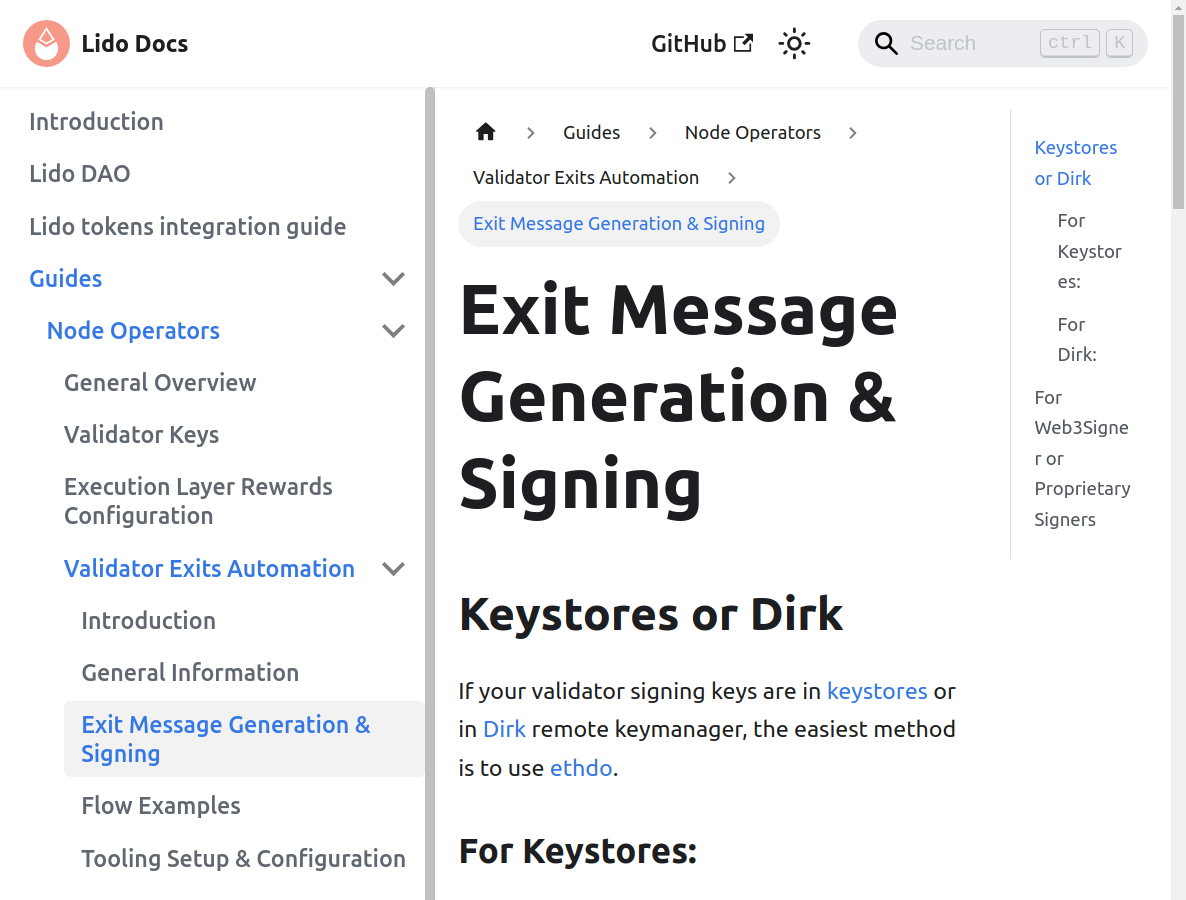 Lido Docs
GitHub
Search
ctrl K
Introduction
Lido DAO
Lido tokens integration guide
Guides
Node Operators
General Overview
Validator Keys
Execution Layer Rewards
Configuration
Validator Exits Automation
Introduction
General Information
Exit Message Generation &
Signing
Flow Examples
Tooling Setup & Configuration
Guides
Node Operators
Validator Exits Automation
Exit Message Generation & Signing
Exit Message
Generation &
Signing
Keystores or Dirk
If your validator signing keys are in keystores or
in Dirk remote keymanager, the easiest method
is to use ethdo.
For Keystores:
Keystores
or Dirk
For
Keystor
es:
For
Dirk:
For
Web3Signe
r or
Proprietary
Signers